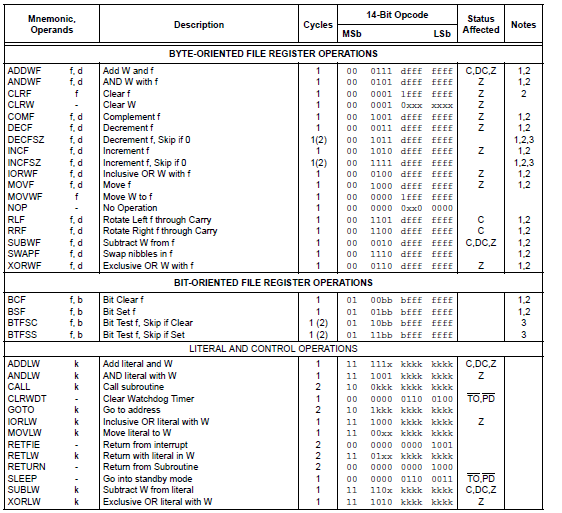 Mnemonic, Operands Description Cycles 14-Bit Opcode Status Affected Notes
MSb LSb
BYTE-ORIENTED FILE REGISTER OPERATIONS
ADDWF f, d Add W and f 1 00 0111 dfff ffff C,DC,Z 1,2
ANDWF f, d AND W with f 1 00 0101 dfff ffff Z 1,2
CLRF f Clear f 1 00 0001 1fff ffff Z 2
CLRW - Clear W 1 00 0001 0xxx xxxx Z
COMF f, d Complement f 1 00 1001 dfff ffff Z 1,2
DECF f, d Decrement f 1 00 0011 dfff ffff Z 1,2
DECFSZ f, d Decrement f, Skip if 0 1(2) 00 1011 dfff ffff 1,2,3
INCF f, d Increment f 1 00 1010 dfff ffff Z 1,2
INCFSZ f, d Increment f, Skip if 0 1(2) 00 1111 dfff ffff 1,2,3
IORWF f, d Inclusive OR W with f 1 00 0100 dfff ffff Z 1,2
MOVF f, d Move f 1 00 1000 dfff ffff Z 1,2
MOVWF f Move W to f 1 00 0000 1fff ffff
NOP - No Operation 1 00 0000 0xx0 0000
RLF f, d Rotate Left f through Carry 1 00 1101 dfff ffff C 1,2
RRF f, d Rotate Right f through Carry 1 00 1100 dfff ffff C 1,2
SUBWF f, d Subtract W from f 1 00 0010 dfff ffff C,DC,Z 1,2
SWAPF f, d Swap nibbles in f 1 00 1110 dfff ffff 1,2
XORWF f, d Exclusive OR W with f 1 00 0110 dfff ffff Z 1,2
BIT-ORIENTED FILE REGISTER OPERATIONS
BCF f, b Bit Clear f 1 01 00bb bfff ffff 1,2
BSF f, b Bit Set f 1 01 01bb bfff ffff 1,2
BTFSC f, b Bit Test f, Skip if Clear 1 (2) 01 10bb bfff ffff 3
BTFSS f, b Bit Test f, Skip if Set 1 (2) 01 11bb bfff ffff 3
LITERAL AND CONTROL OPERATIONS
ADDLW k Add literal and W 1 11 111x kkkk kkkk C,DC,Z
ANDLW k AND literal with W 1 11 1001 kkkk kkkk Z
CALL k Call subroutine 2 10 0kkk kkkk kkkk
CLRWDT - Clear Watchdog Timer 1 00 0000 0110 0100 TO,PD
GOTO k Go to address 2 10 1kkk kkkk kkkk
IORLW k Inclusive OR literal with W 1 11 1000 kkkk kkkk Z
MOVLW k Move literal to W 1 11 00xx kkkk kkkk
RETFIE - Return from interrupt 2 00 0000 0000 1001
RETLW k Return with literal in W 2 11 01xx kkkk kkkk
RETURN - Return from Subroutine 2 00 0000 0000 1000
SLEEP - Go into standby mode 1 00 0000 0110 0011 TO,PD
SUBLW k Subtract W from literal 1 11 110x kkkk kkkk C,DC,Z
XORLW k Exclusive OR literal with W 1 11 1010 kkkk kkkk Z